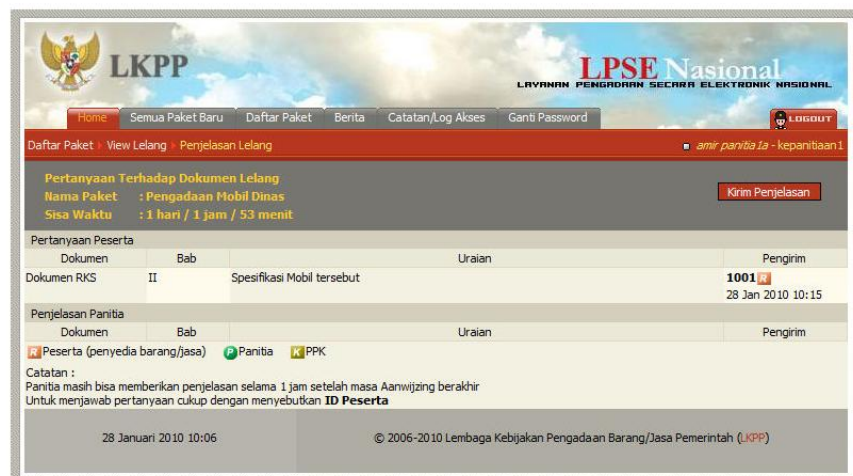 LKPP
LPSE Nasional
LAYANAN PENGADAAN SECARA ELEKTRONIK NASIONAL
Home Semua Paket Baru Daftar Paket Berita Catatan/Log Akses Ganti Password LOGOUT
Daftar Paket View Lelang Penjelasan Lelang amir panitia 1a - kepanitiaan1
Pertanyaan Terhadap Dokumen Lelang
Nama Paket : Pengadaan Mobil Dinas
Kirim Penjelasan
Sisa Waktu : 1 hari / 1 jam / 53 menit
Pertanyaan Peserta
Dokumen Bab Uraian Pengirim
Dokumen RKS II Spesifikasi Mobil tersebut 1001 R
28 Jan 2010 10:15
Penjelasan Panitia
Dokumen Bab Uraian Pengirim
R Peserta (penyedia barang/jasa) P Panitia K PPK
Catatan :
Panitia masih bisa memberikan penjelasan selama 1 jam setelah masa Aanwijzing berakhir
Untuk menjawab pertanyaan cukup dengan menyebutkan ID Peserta
28 Januari 2010 10:06 © 2006-2010 Lembaga Kebijakan Pengadaan Barang/Jasa Pemerintah (LKPP)